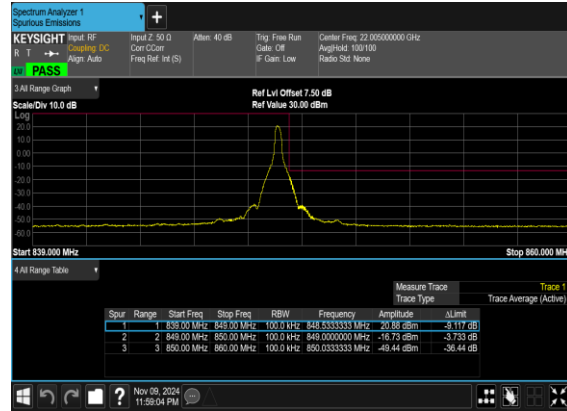 Spectrum Analyzer 1
Spurious Emissions
KEYSIGHT Input: RF Input Z: 50 Ω Atten: 40 dB Trig: Free Run Center Freq: 22.005000000 GHz
R T Coupling: DC Corr CCorr Gate: Off Avg|Hold: 100/100
Align: Auto Freq Ref: Int (S) IF Gain: Low Radio Std: None
PASS
3 All Range Graph
Ref Lvl Offset 7.50 dB
Scale/Div 10.0 dB Ref Value 30.00 dBm
Log
20.0
10.0
0.00
-10.0
-20.0
-30.0
-40.0
-50.0
-60.0
Start 839.000 MHz Stop 860.000 MH
4 All Range Table
Measure Trace Trace 1
Trace Type Trace Average (Active)
Spur Range Start Freq Stop Freq RBW Frequency Amplitude ΔLimit
1 1 839.00 MHz 849.00 MHz 100.0 kHz 848.5333333 MHz 20.88 dBm -9.117 dB
2 2 849.00 MHz 850.00 MHz 100.0 kHz 849.0000000 MHz -16.73 dBm -3.733 dB
3 3 850.00 MHz 860.00 MHz 100.0 kHz 850.0333333 MHz -49.44 dBm -36.44 dB
? Nov 09, 2024
11:59:04 PM